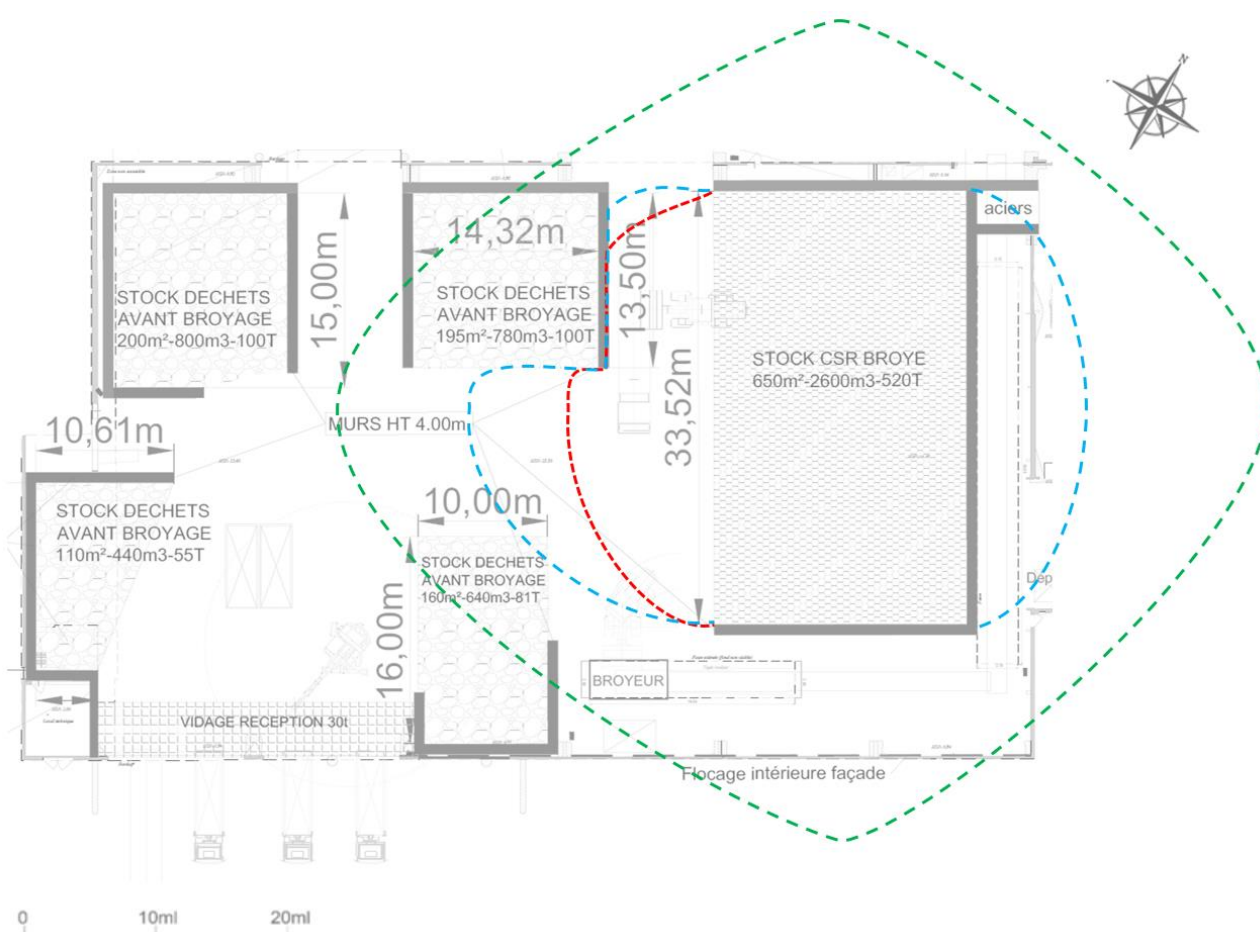 N
aciers
14,32m
15,00m
13,50m
STOCK DECHETS
AVANT BROYAGE
200m²-800m3-100T
STOCK DECHETS
AVANT BROYAGE
195m²-780m3-100T
STOCK CSR BROYE
650m²-2600m3-520T
33,52m
MURS HT 4.00m
10,61m
10,00m
STOCK DECHETS
AVANT BROYAGE
110m²-440m3-55T
STOCK DECHETS
AVANT BROYAGE
160m²-640m3-81T
16,00m
Dép
BROYEUR
VIDAGE RECEPTION 30t
Local technique
Flocage intérieure façade
0 10ml 20ml